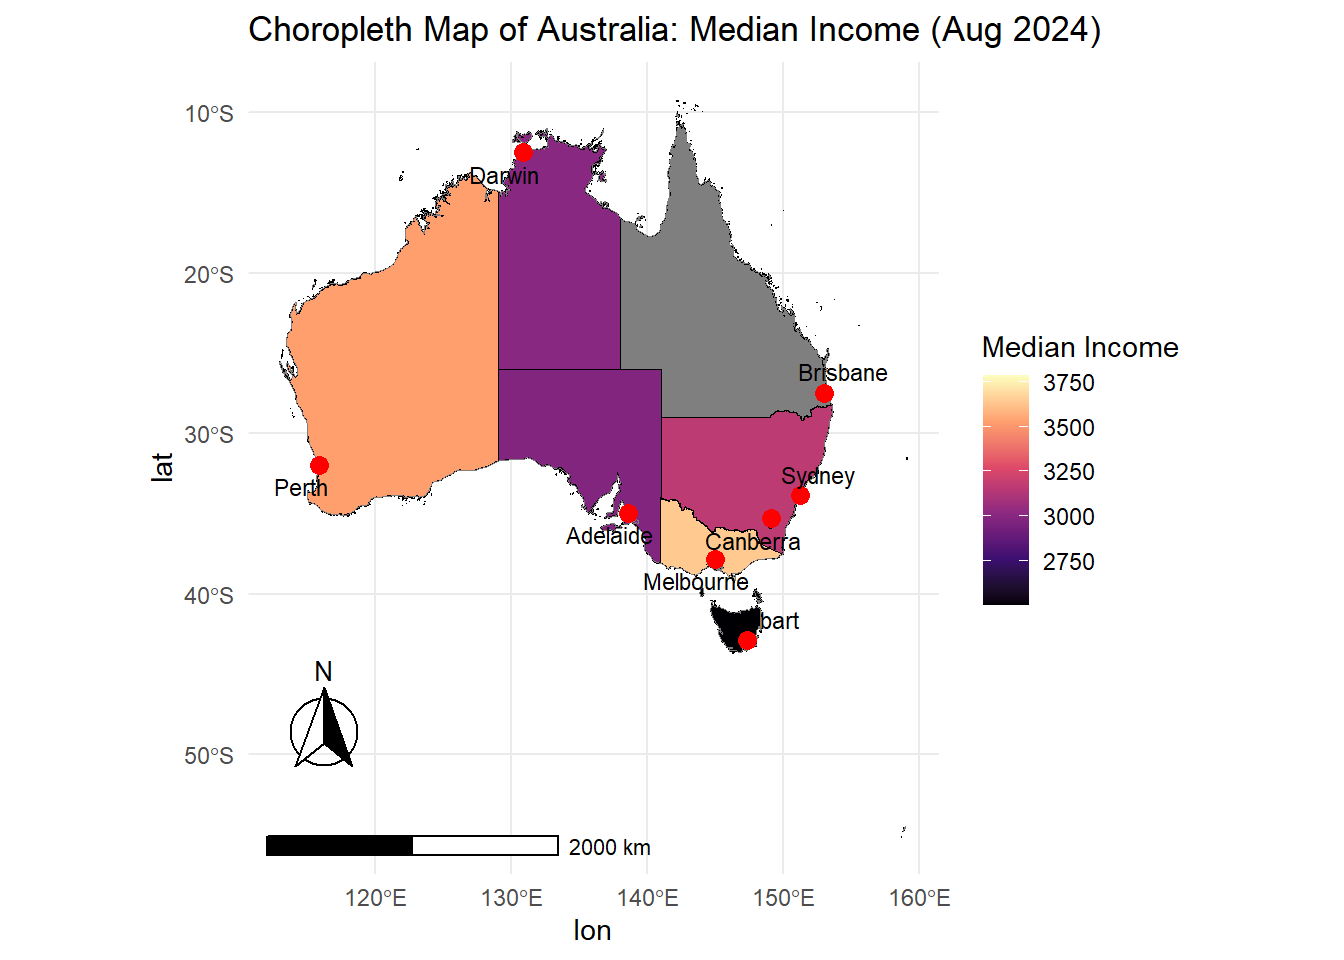 Choropleth Map of Australia: Median Income (Aug 2024)
10°S
20°S
30°S
40°S
50°S
lat
Darwin
Brisbane
Perth
Sydney
Adelaide
Canberra
Melbourne
bart
N
2000 km
120°E
130°E
140°E
150°E
160°E
lon
Median Income
3750
3500
3250
3000
2750